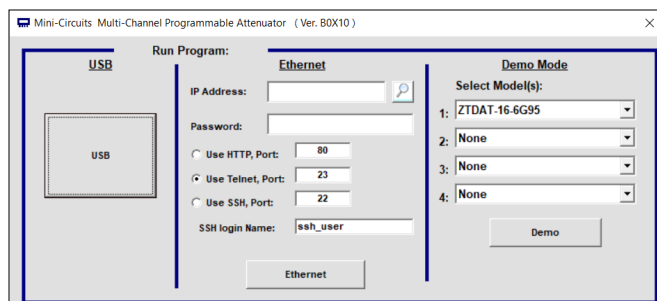 Mini-Circuits Multi-Channel Programmable Attenuator ( Ver. B0X10 )
Run Program:
USB
USB
Ethernet
IP Address:
Password:
Use HTTP, Port: 80
Use Telnet, Port: 23
Use SSH, Port: 22
SSH login Name: ssh_user
Ethernet
Demo Mode
Select Model(s):
1: ZTDAT-16-6G95
2: None
3: None
4: None
Demo